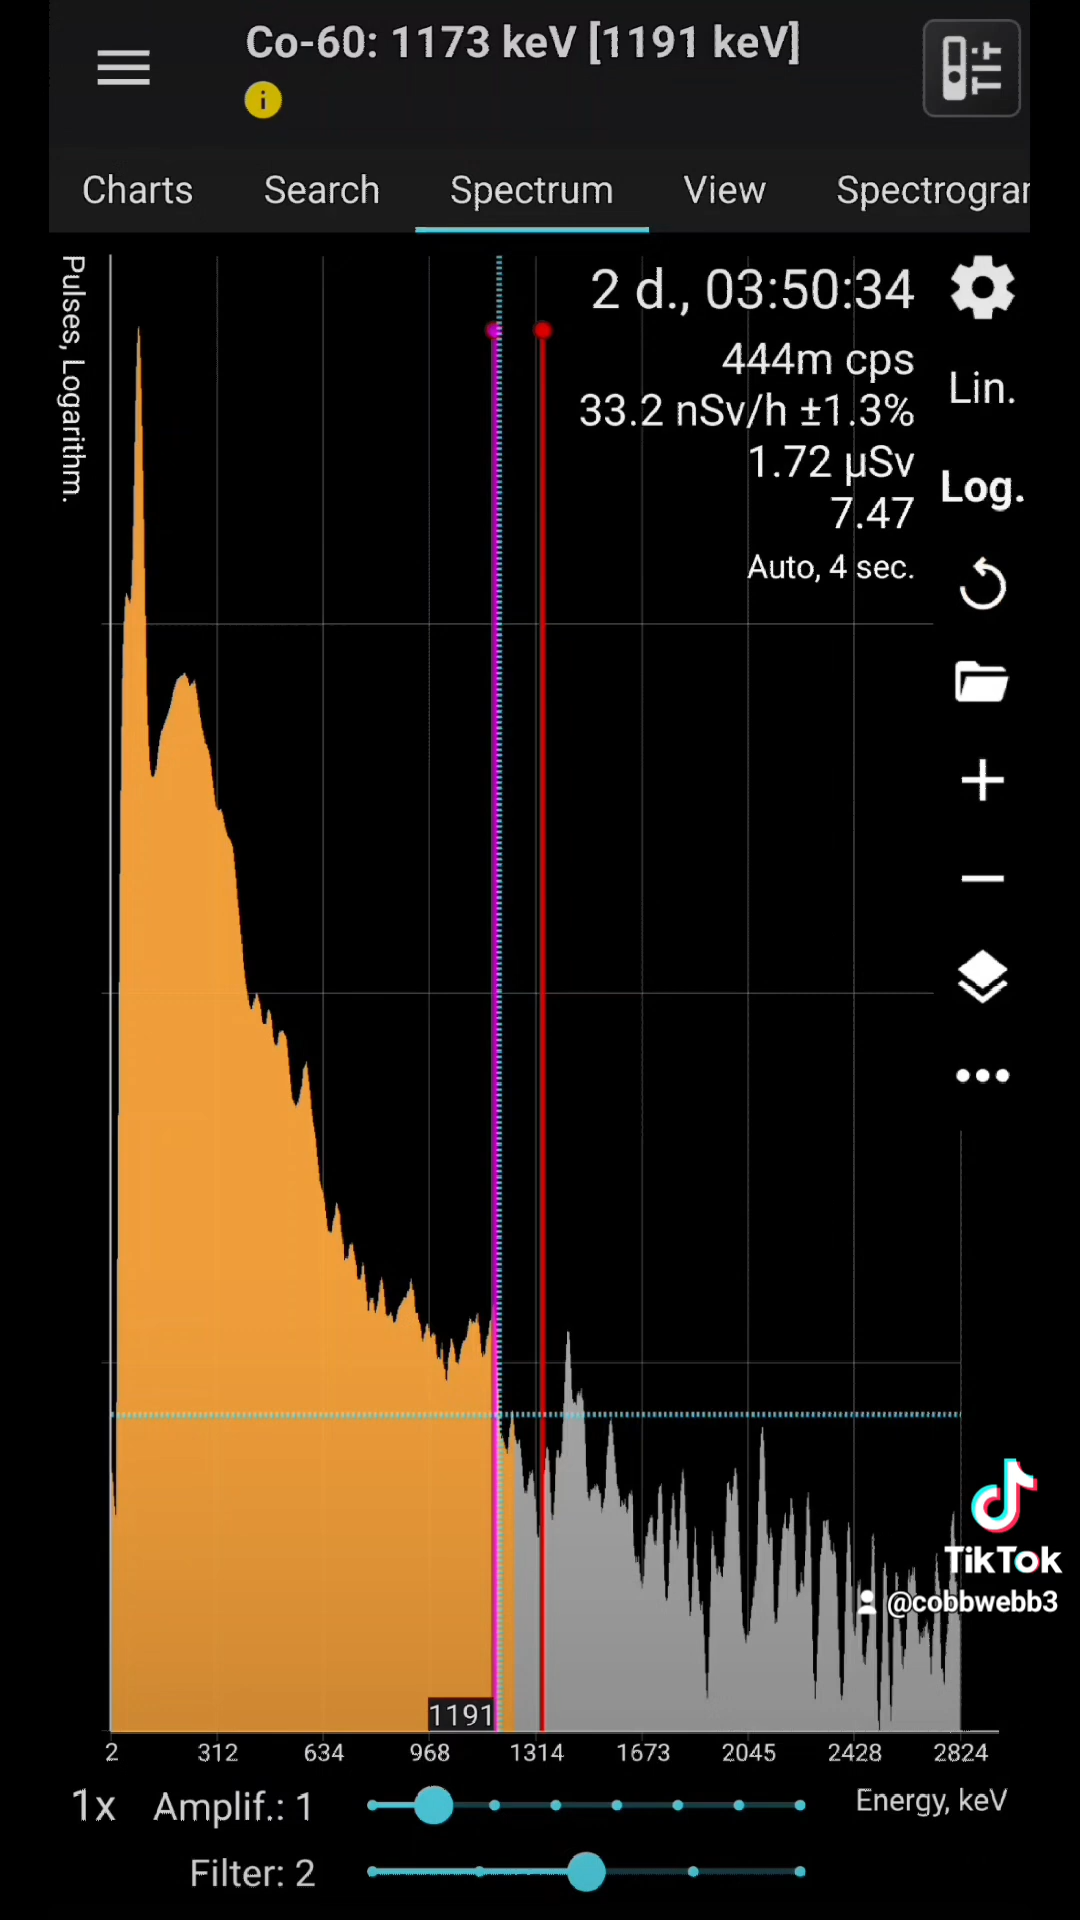 Co-60: 1173 keV [1191 keV]
i
Charts Search Spectrum View Spectrogram
Pulses, Logarithm.
2 d., 03:50:34
444m cps
33.2 nSv/h ±1.3%
1.72 µSv
7.47
Auto, 4 sec.
Lin.
Log.
TikTok
@cobbwebb3
1191
2 312 634 968 1314 1673 2045 2428 2824
Energy, keV
1x Amplif.: 1
Filter: 2